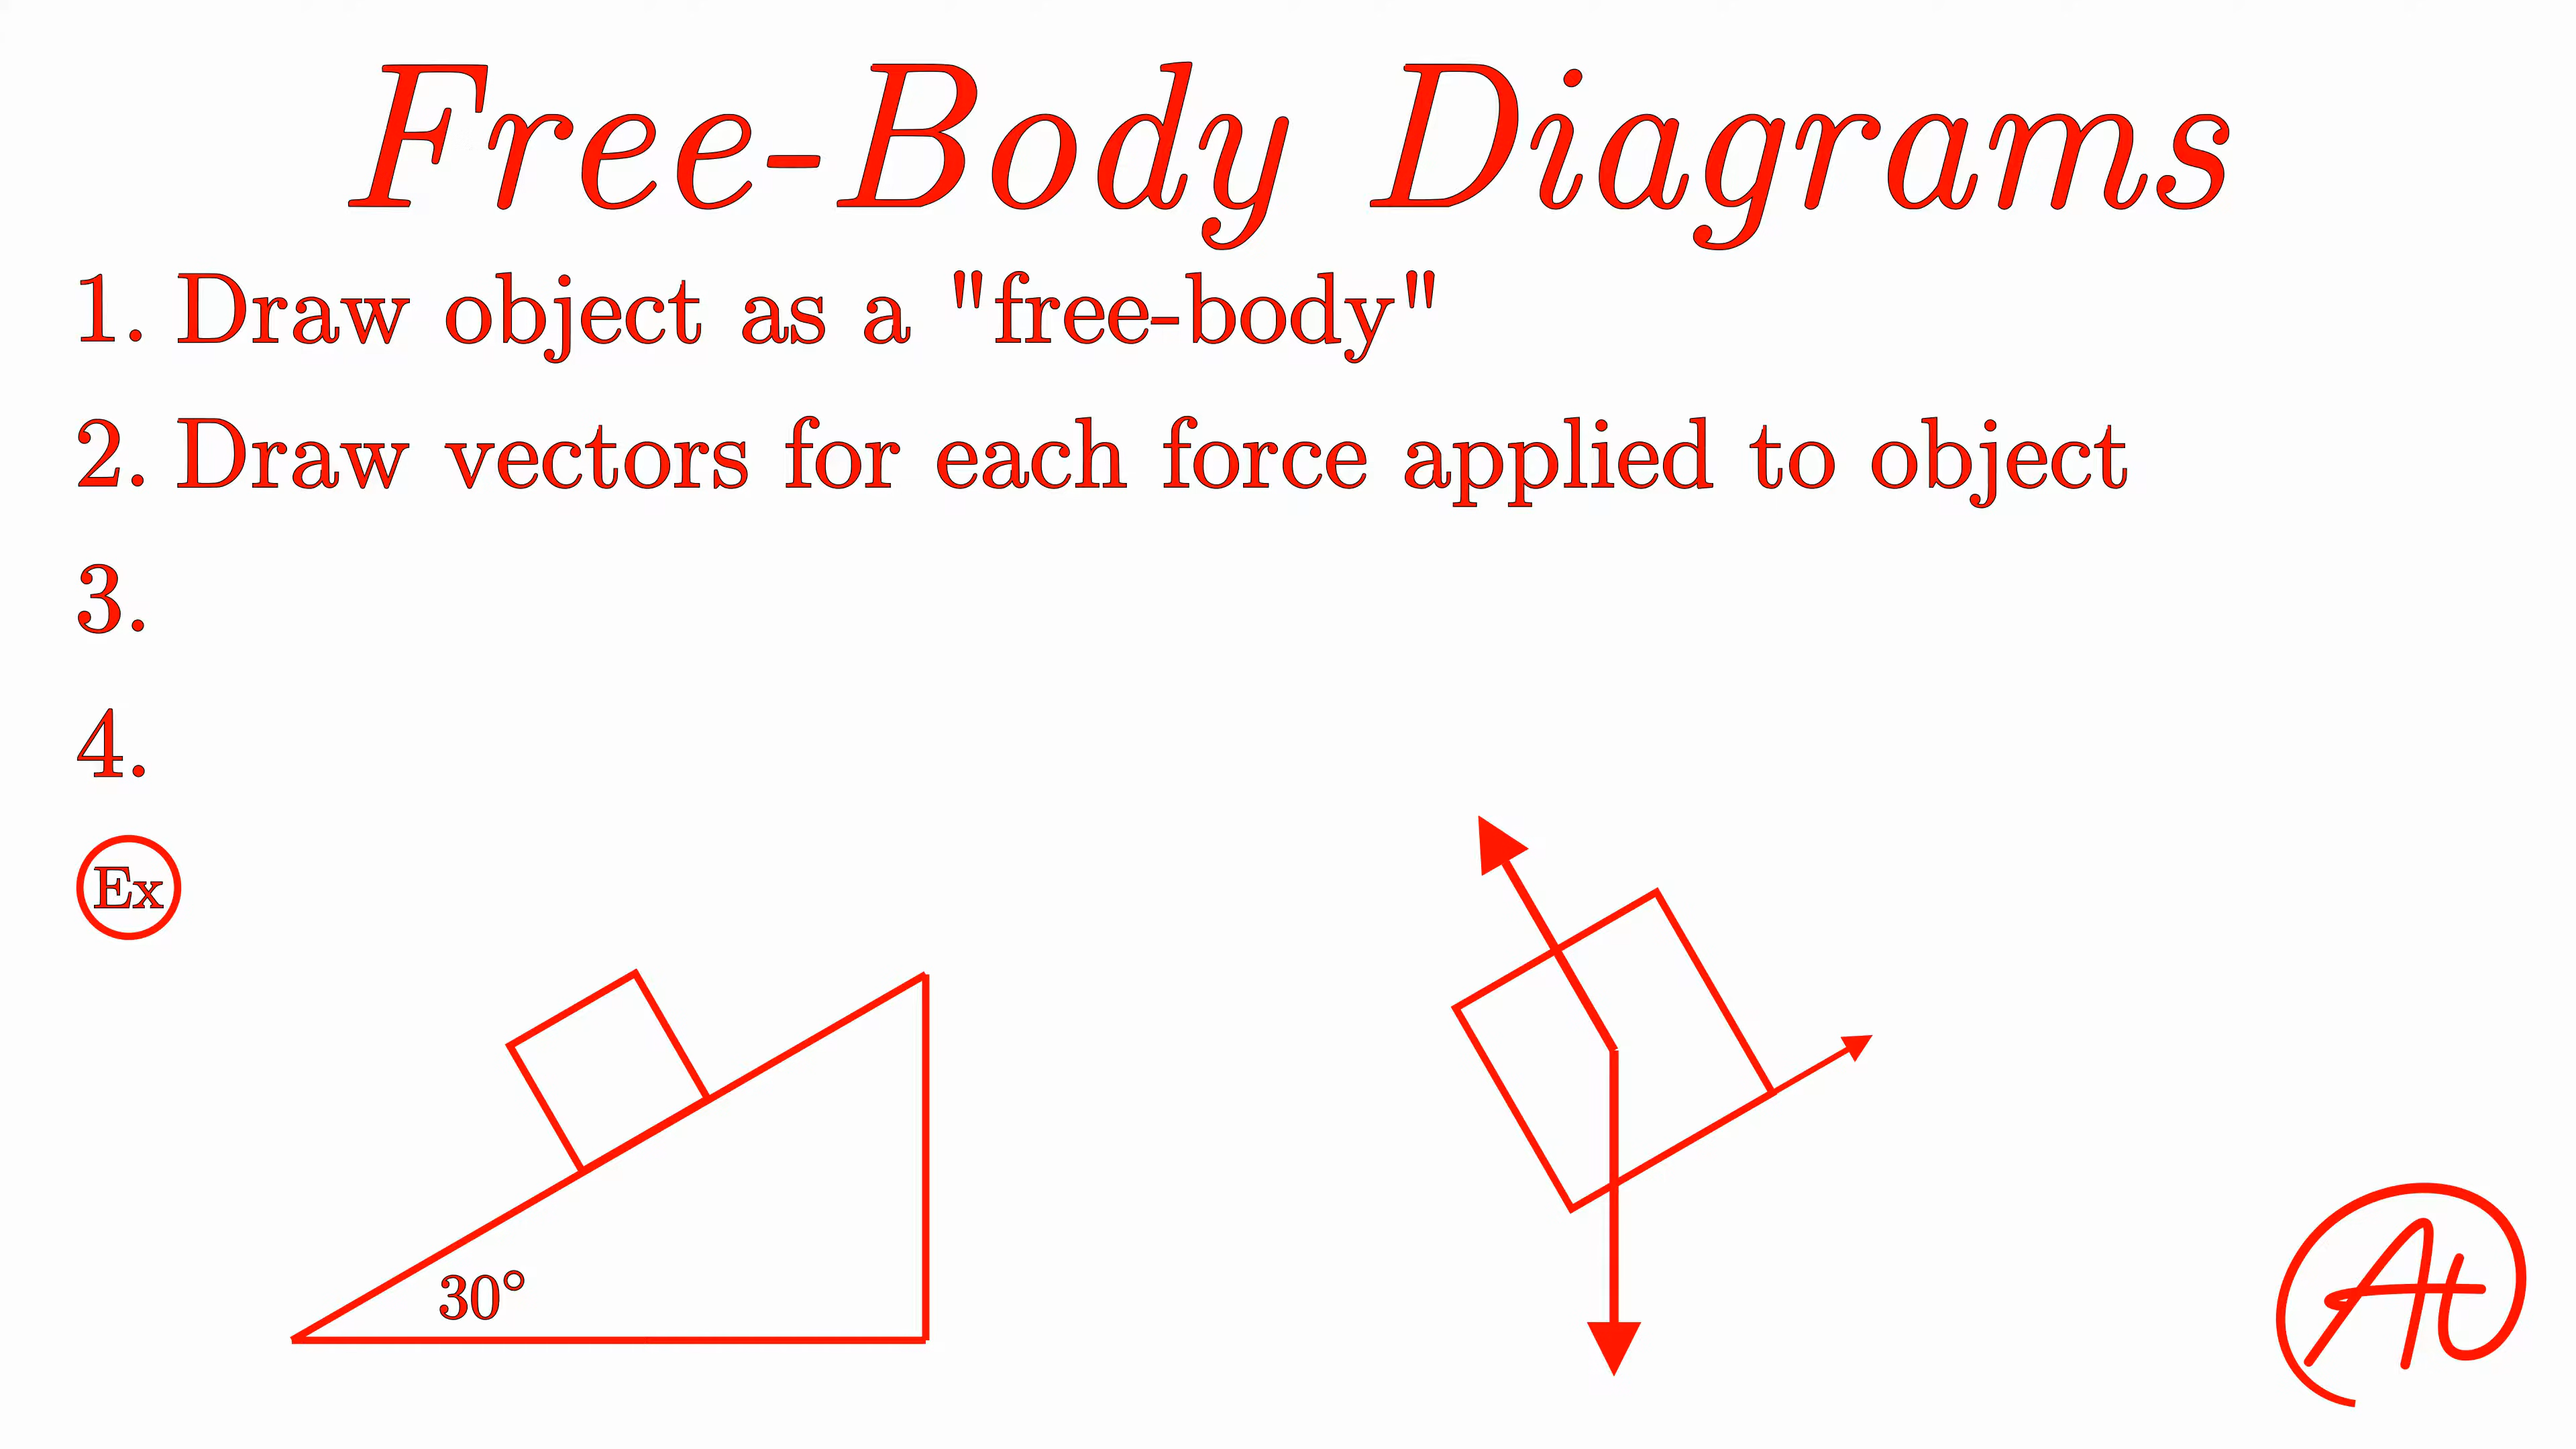 Free-Body Diagrams
1. Draw object as a "free-body"
2. Draw vectors for each force applied to object
3.
4.
Ex
30°
At